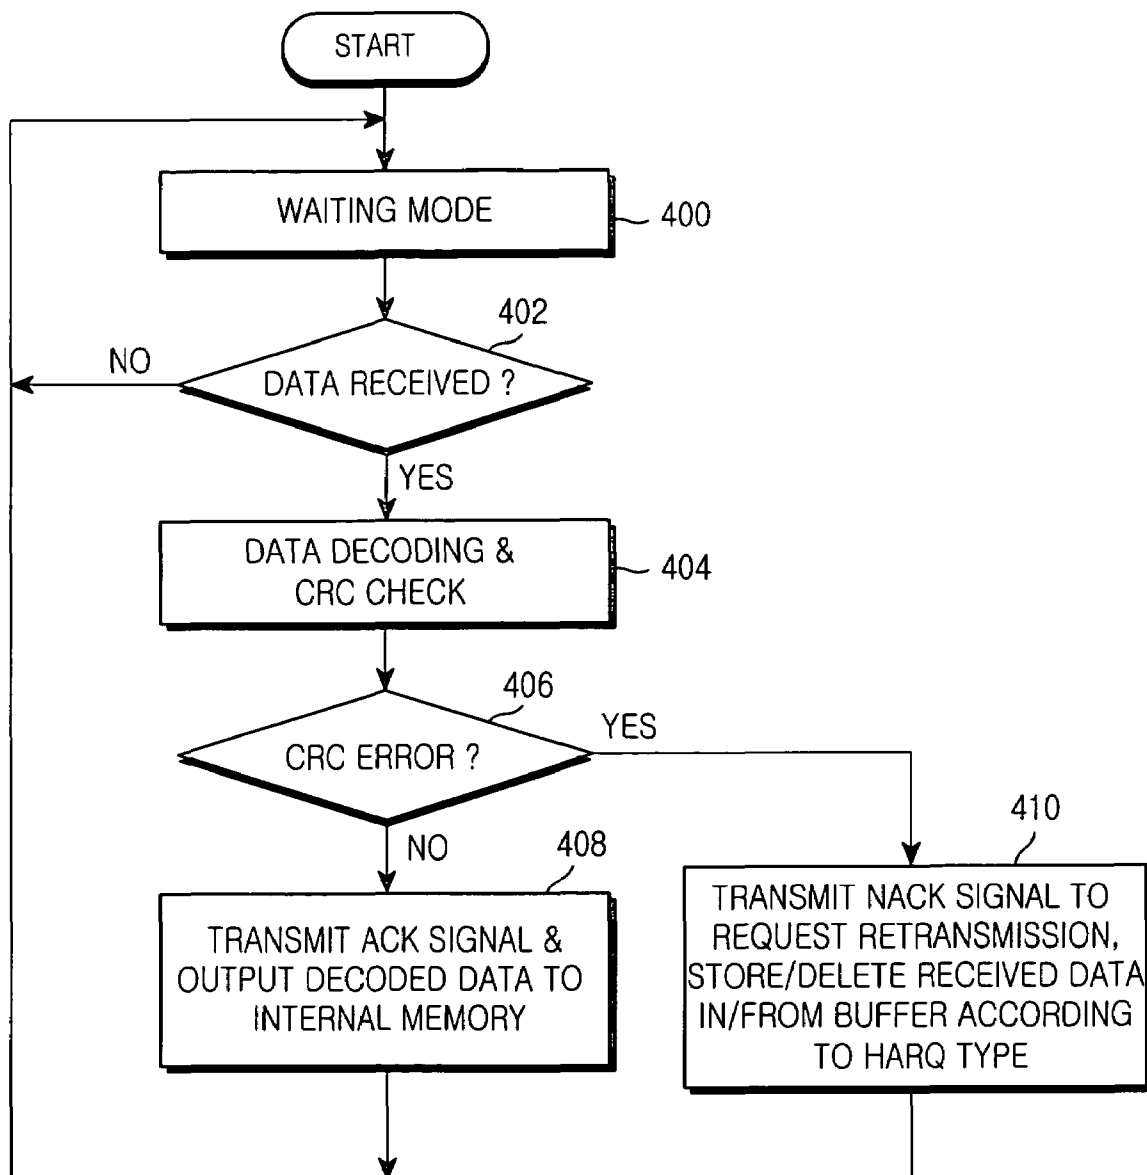 START
WAITING MODE
400
402
NO
DATA RECEIVED ?
YES
DATA DECODING &
CRC CHECK
404
406
YES
CRC ERROR ?
NO
408
410
TRANSMIT ACK SIGNAL &
OUTPUT DECODED DATA TO
INTERNAL MEMORY
TRANSMIT NACK SIGNAL TO
REQUEST RETRANSMISSION,
STORE/DELETE RECEIVED DATA
IN/FROM BUFFER ACCORDING
TO HARQ TYPE